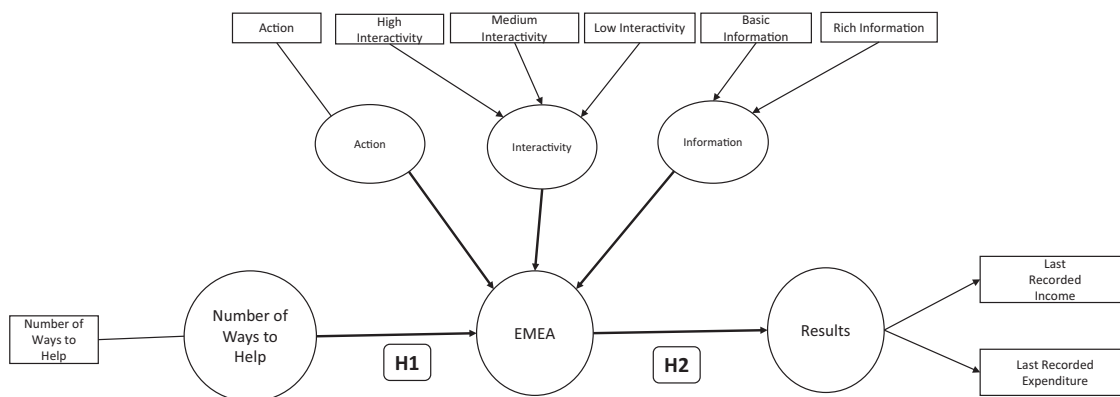 Action
High
Interactivity
Medium
Interactivity
Low Interactivity
Basic
Information
Rich Information
Action
Interactivity
Information
Number of
Ways to
Help
Number of
Ways to
Help
H1
EMEA
H2
Results
Last
Recorded
Income
Last Recorded
Expenditure